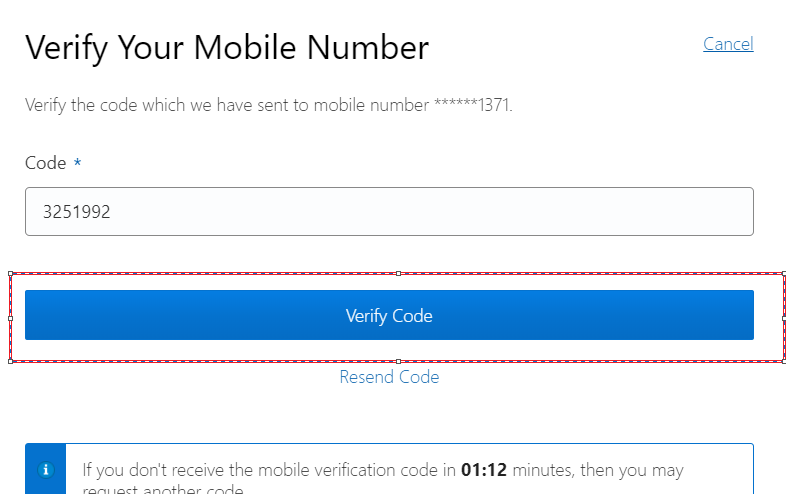 Verify Your Mobile Number
Cancel
Verify the code which we have sent to mobile number ******1371.
Code *
3251992
Verify Code
Resend Code
If you don't receive the mobile verification code in 01:12 minutes, then you may
request another code